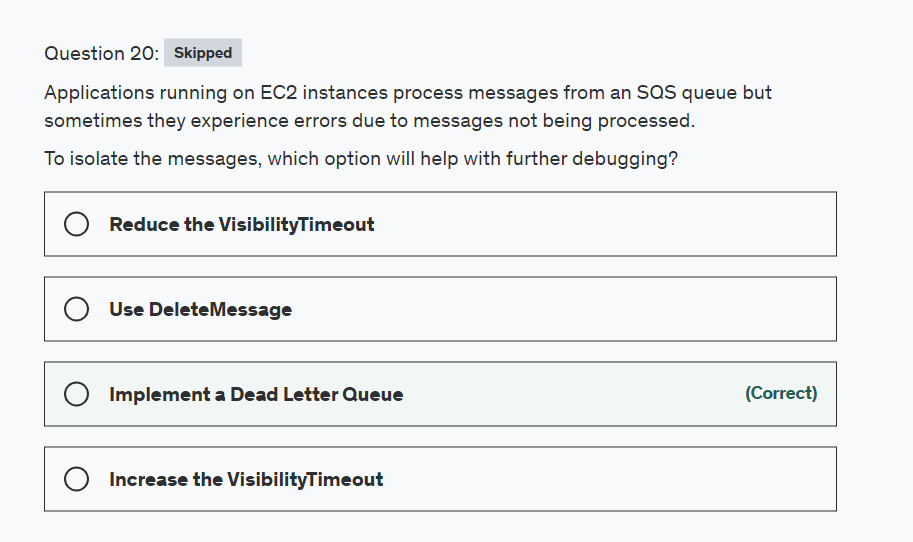 Question 20: Skipped
Applications running on EC2 instances process messages from an SQS queue but
sometimes they experience errors due to messages not being processed.
To isolate the messages, which option will help with further debugging?
Reduce the VisibilityTimeout
Use DeleteMessage
Implement a Dead Letter Queue (Correct)
Increase the VisibilityTimeout